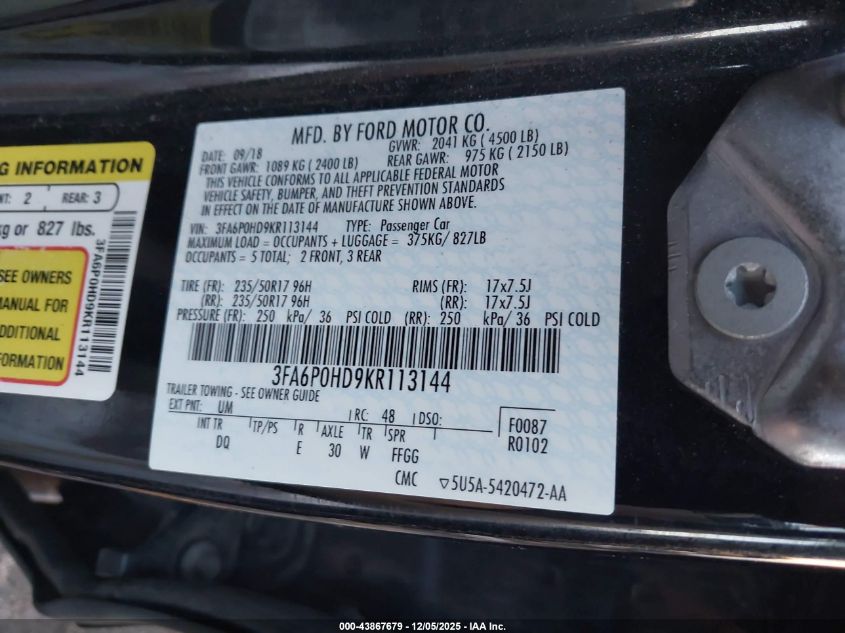 MFD. BY FORD MOTOR CO.
DATE: 09/18 GVWR: 2041 KG ( 4500 LB)
FRONT GAWR: 1089 KG ( 2400 LB) REAR GAWR: 975 KG ( 2150 LB)
THIS VEHICLE CONFORMS TO ALL APPLICABLE FEDERAL MOTOR
VEHICLE SAFETY, BUMPER, AND THEFT PREVENTION STANDARDS
IN EFFECT ON THE DATE OF MANUFACTURE SHOWN ABOVE.
VIN: 3FA6P0HD9KR113144 TYPE: Passenger Car
MAXIMUM LOAD = OCCUPANTS + LUGGAGE = 375KG/ 827LB
OCCUPANTS = 5 TOTAL; 2 FRONT, 3 REAR
TIRE (FR): 235/50R17 96H RIMS (FR): 17x7.5J
(RR): 235/50R17 96H (RR): 17x7.5J
PRESSURE (FR): 250 kPa/ 36 PSI COLD (RR): 250 kPa/ 36 PSI COLD
3FA6P0HD9KR113144
TRAILER TOWING - SEE OWNER GUIDE
EXT PNT: UM RC: 48 DSO:
INT TR TP/PS R AXLE TR SPR
DQ E 30 W FFGG
F0087
R0102
CMC ▽5U5A-5420472-AA
G INFORMATION
NT: 2 REAR: 3
kg or 827 lbs.
SEE OWNERS
MANUAL FOR
ADDITIONAL
INFORMATION
3FA6P0HD9KR113144
000-43867679 - 12/05/2025 - IAA Inc.